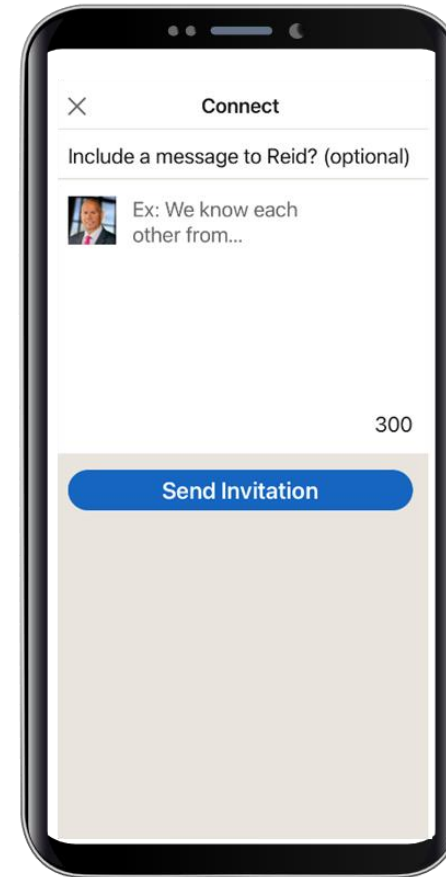 Connect
Include a message to Reid? (optional)
Ex: We know each
other from...
300
Send Invitation